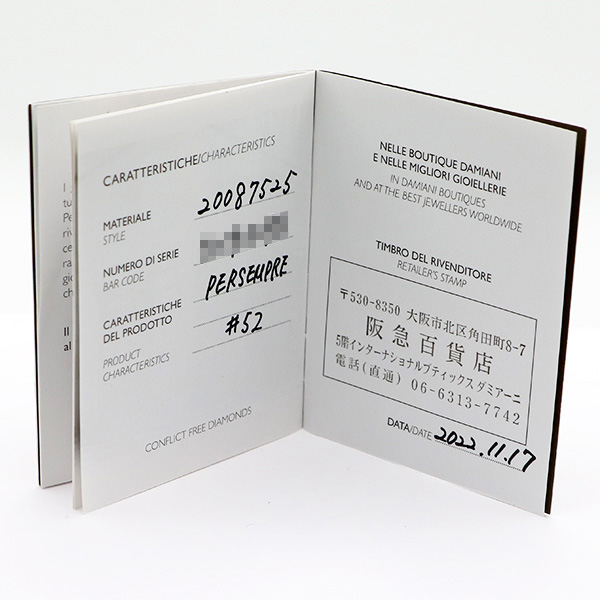 CARATTERISTICHE/CHARACTERISTICS
MATERIALE
STYLE
20087525
NUMERO DI SERIE
BAR CODE
CARATTERISTICHE
DEL PRODOTTO
PERSEMPRE
PRODUCT
CHARACTERISTICS
#52
CONFLICT FREE DIAMONDS
NELLE BOUTIQUE DAMIANI
E NELLE MIGLIORI GIOIELLERIE
IN DAMIANI BOUTIQUES
AND AT THE BEST JEWELLERS WORLDWIDE
TIMBRO DEL RIVENDITORE
RETAILER'S STAMP
〒530-8350 大阪市北区角田町8-7
阪急百貨店
5階インターナショナルブティックス ダミアーニ
電話(直通) 06-6313-7742
DATA/DATE 2022.11.17